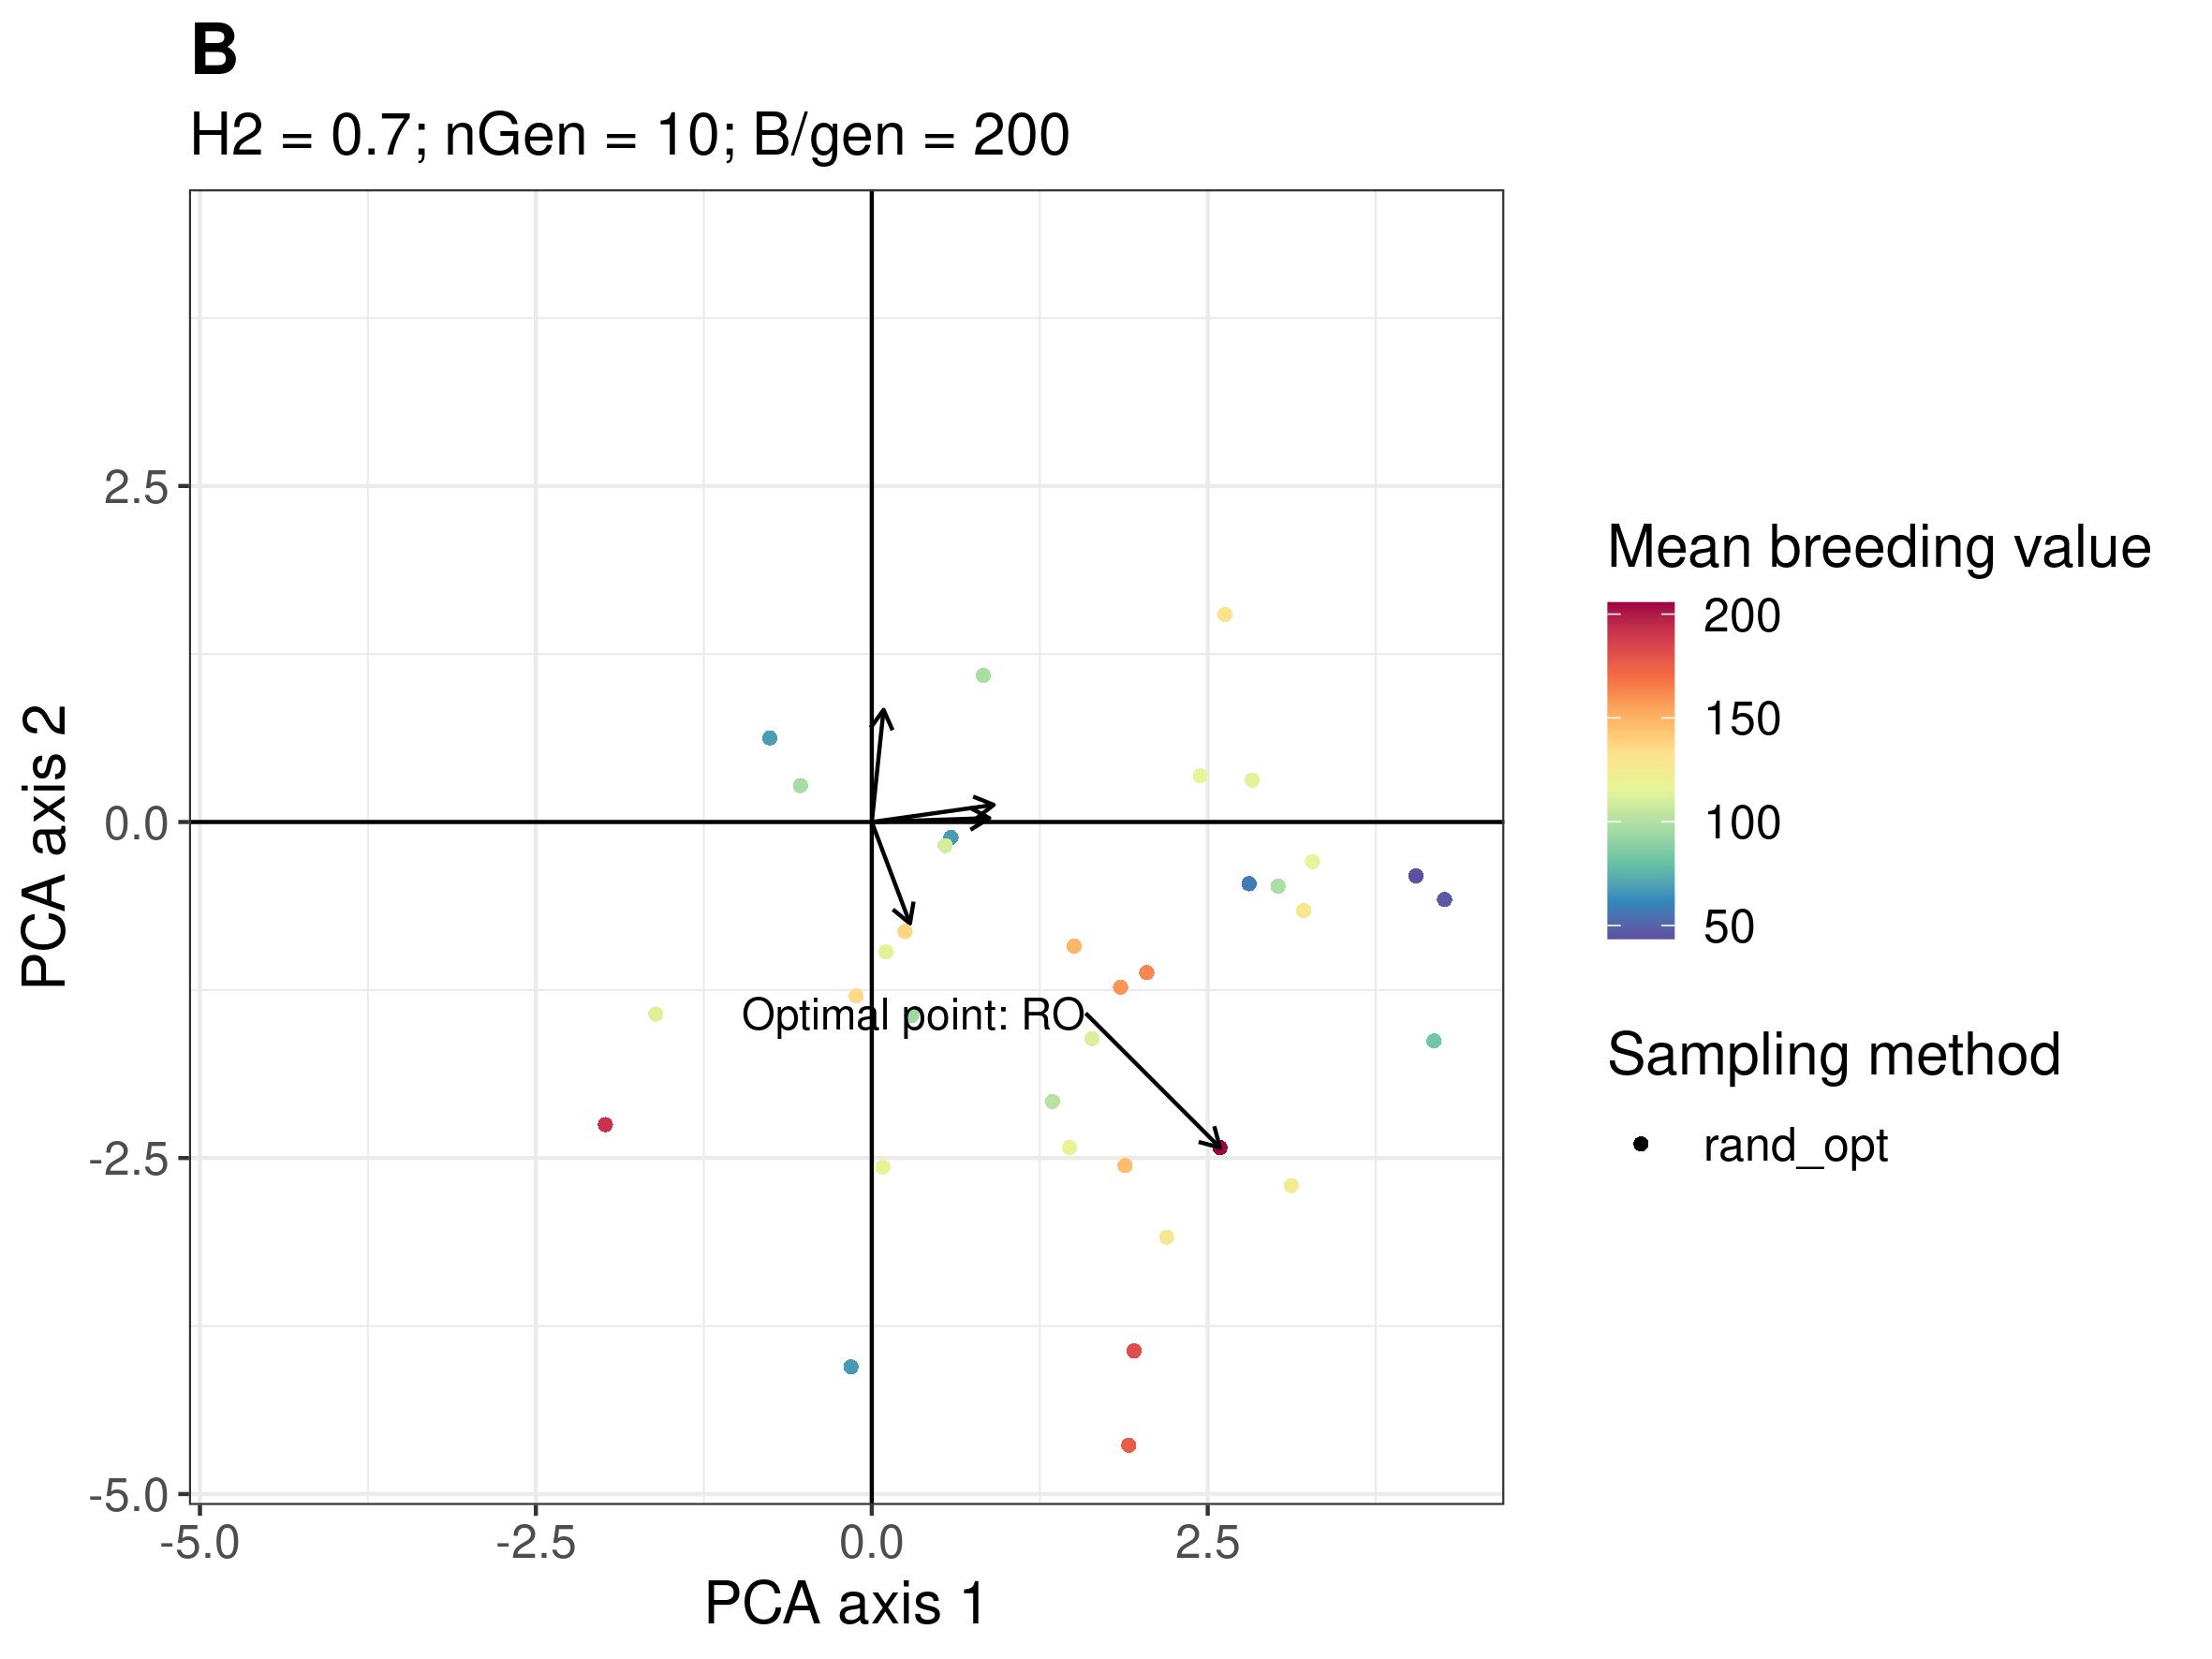 B
H2 = 0.7; nGen = 10; B/gen = 200
PCA axis 2
2.5
0.0
-2.5
-5.0
Optimal point: RO
-5.0 -2.5 0.0 2.5
PCA axis 1
Mean breeding value
200
150
100
50
Sampling method
rand_opt